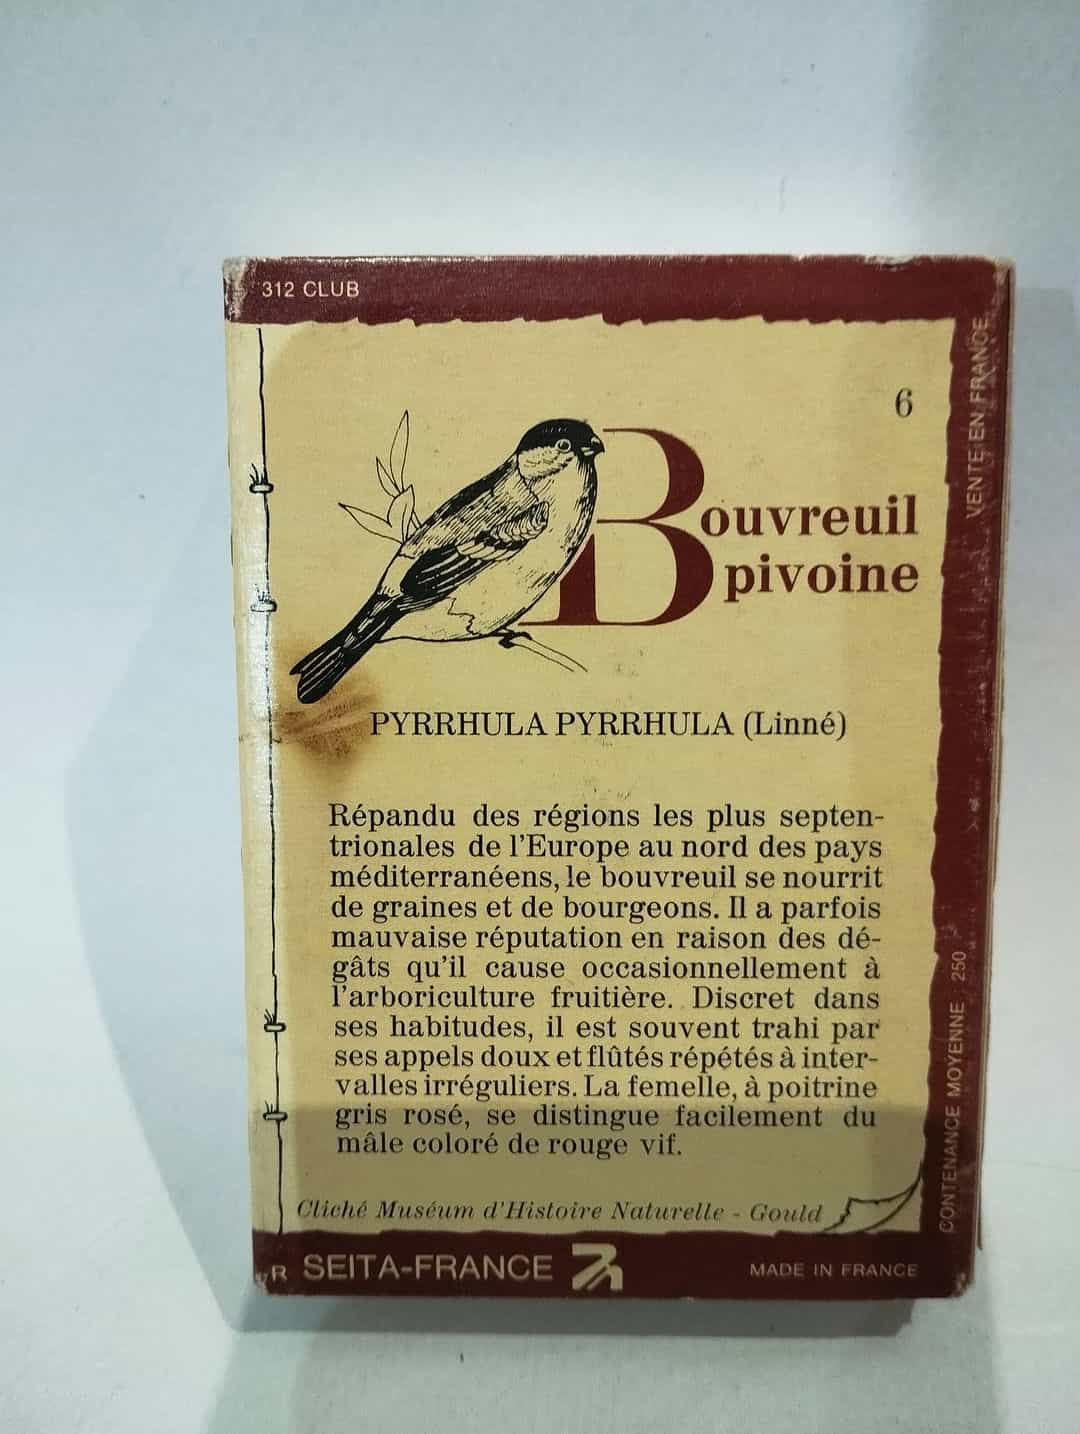 312 CLUB
6
Bouvreuil
pivoine
PYRRHULA PYRRHULA (Linné)
Répandu des régions les plus septen-
trionales de l'Europe au nord des pays
méditerranéens, le bouvreuil se nourrit
de graines et de bourgeons. Il a parfois
mauvaise réputation en raison des dé-
gâts qu'il cause occasionnellement à
l'arboriculture fruitière. Discret dans
ses habitudes, il est souvent trahi par
ses appels doux et flûtés répétés à inter-
valles irréguliers. La femelle, à poitrine
gris rosé, se distingue facilement du
mâle coloré de rouge vif.
Cliché Muséum d'Histoire Naturelle - Gould
R SEITA-FRANCE
MADE IN FRANCE
CONTENANCE MOYENNE : 250
VENTE EN FRANCE